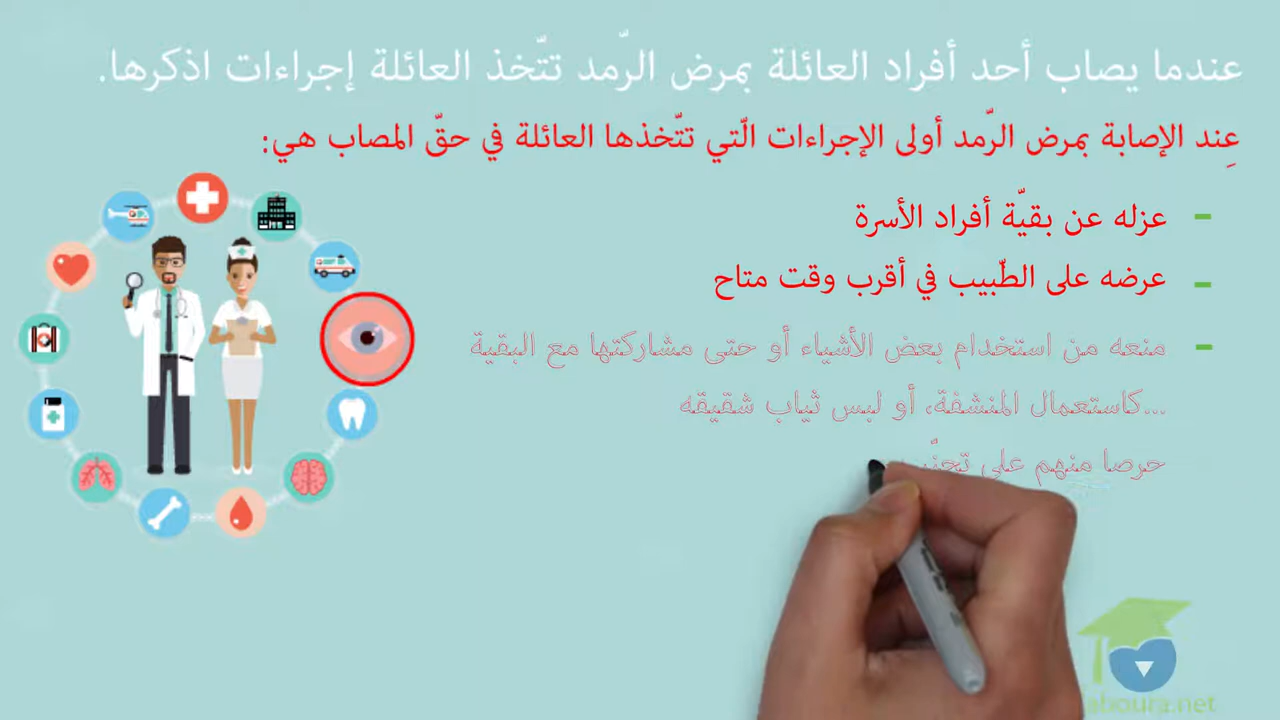 عندما يصاب أحد أفراد العائلة بمرض الرّمد تتّخذ العائلة إجراءات اذكرها.
عِند الإصابة بمرض الرّمد أولى الإجراءات الّتي تتّخذها العائلة في حقّ المصاب هي:
- عزله عن بقيّة أفراد الأسرة
- عرضه على الطّبيب في أقرب وقت متاح
- منعه من استخدام بعض الأشياء أو حتى مشاركتها مع البقية
...كاستعمال المنشفة، أو لبس ثياب شقيقه
حرصا منهم على